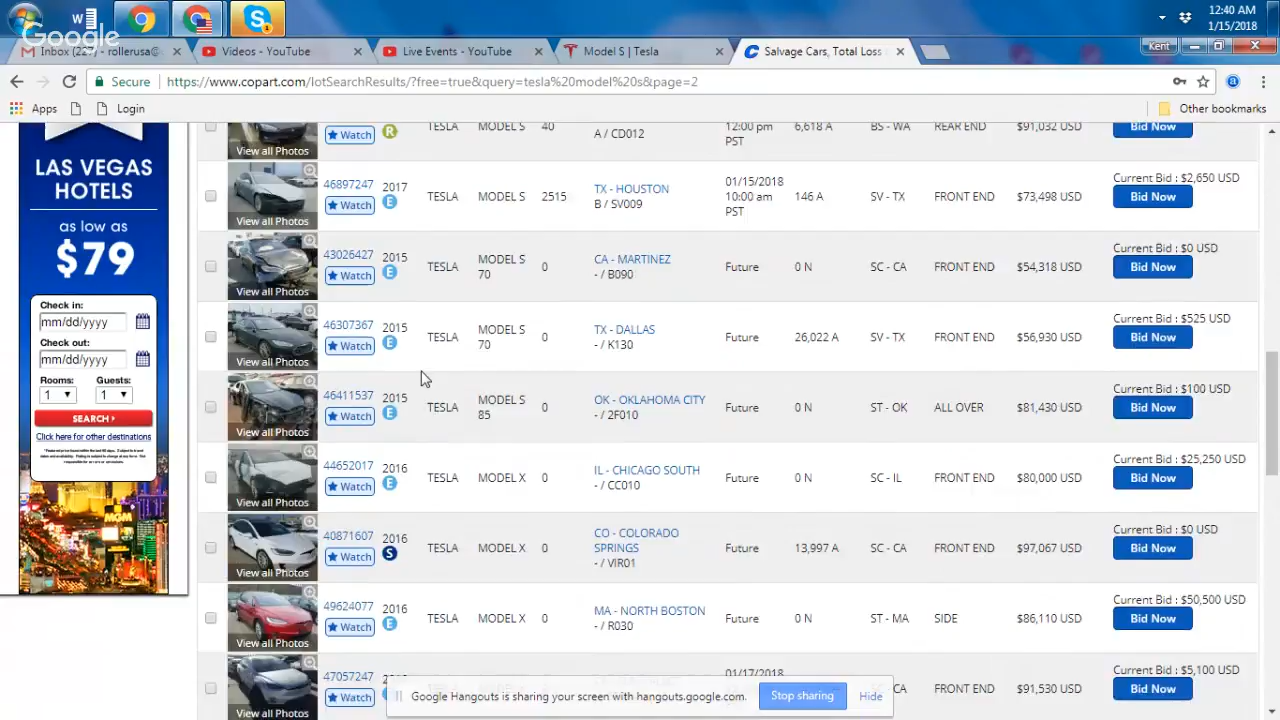 12:40 AM
1/15/2018
Google
Kent
Inbox (227) - rollerusa@
Videos - YouTube
Live Events - YouTube
Model S | Tesla
Salvage Cars, Total Loss
Secure
https://www.copart.com/lotSearchResults/?free=true&query=tesla%20model%20
&page=2
Apps
Login
Other bookmarks
LAS VEGAS
HOTELS
as low as
$79
Check in:
mm/dd/yyyy
Check out:
mm/dd/yyyy
Rooms:
Guests:
1
1
SEARCH
Click here for other destinations
View all Photos
Watch
R
TESLA
MODEL S
40
A / CD012
12:00 pm
PST
6,618 A
BS - WA
REAR
Bid Now
View all Photos
46897247
Watch
2017
E
TESLA
MODEL S
2515
TX - HOUSTON
B / SV009
01/15/2018
10:00 am
PST
146 A
SV - TX
FRONT END
$73,498 USD
Current Bid : $2,650 USD
Bid Now
View all Photos
43026427
Watch
2015
E
TESLA
MODEL S
70
0
CA - MARTINEZ
- / B090
Future
0 N
SC - CA
FRONT END
$54,318 USD
Current Bid : $0 USD
Bid Now
View all Photos
46307367
Watch
2015
E
TESLA
MODEL S
70
0
TX - DALLAS
- / K130
Future
26,022 A
SV - TX
FRONT END
$56,930 USD
Current Bid : $525 USD
Bid Now
View all Photos
46411537
Watch
2015
E
TESLA
MODEL S
85
0
OK - OKLAHOMA CITY
- / 2F010
Future
0 N
ST - OK
ALL OVER
$81,430 USD
Current Bid : $100 USD
Bid Now
View all Photos
44652017
Watch
2016
E
TESLA
MODEL X
0
IL - CHICAGO SOUTH
- / CC010
Future
0 N
SC - IL
FRONT END
$80,000 USD
Current Bid : $25,250 USD
Bid Now
View all Photos
40871607
Watch
2016
S
TESLA
MODEL X
0
CO - COLORADO
SPRINGS
- / VIR01
Future
13,997 A
SC - CA
FRONT END
$97,067 USD
Current Bid : $0 USD
Bid Now
View all Photos
49624077
Watch
2016
E
TESLA
MODEL X
0
MA - NORTH BOSTON
- / R030
Future
0 N
ST - MA
SIDE
$86,110 USD
Current Bid : $50,500 USD
Bid Now
View all Photos
47057247
Watch
CA
FRONT END
$91,530 USD
Current Bid : $5,100 USD
Bid Now
Google Hangouts is sharing your screen with hangouts.google
Stop sharing
Hide